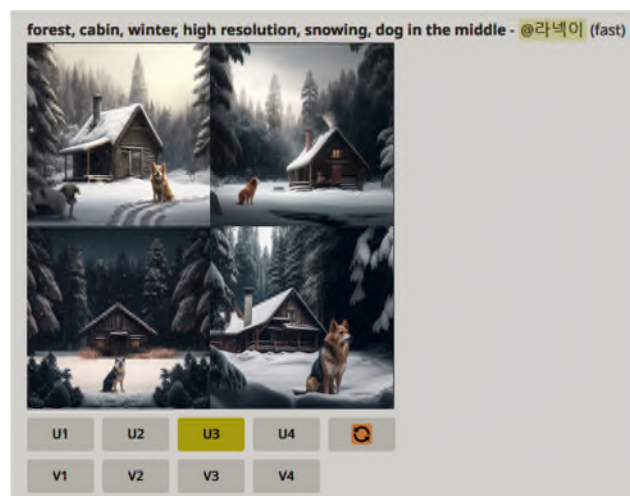 forest, cabin, winter, high resolution, snowing, dog in the middle - @라넥이 (fast)
U1 U2 U3 U4
V1 V2 V3 V4